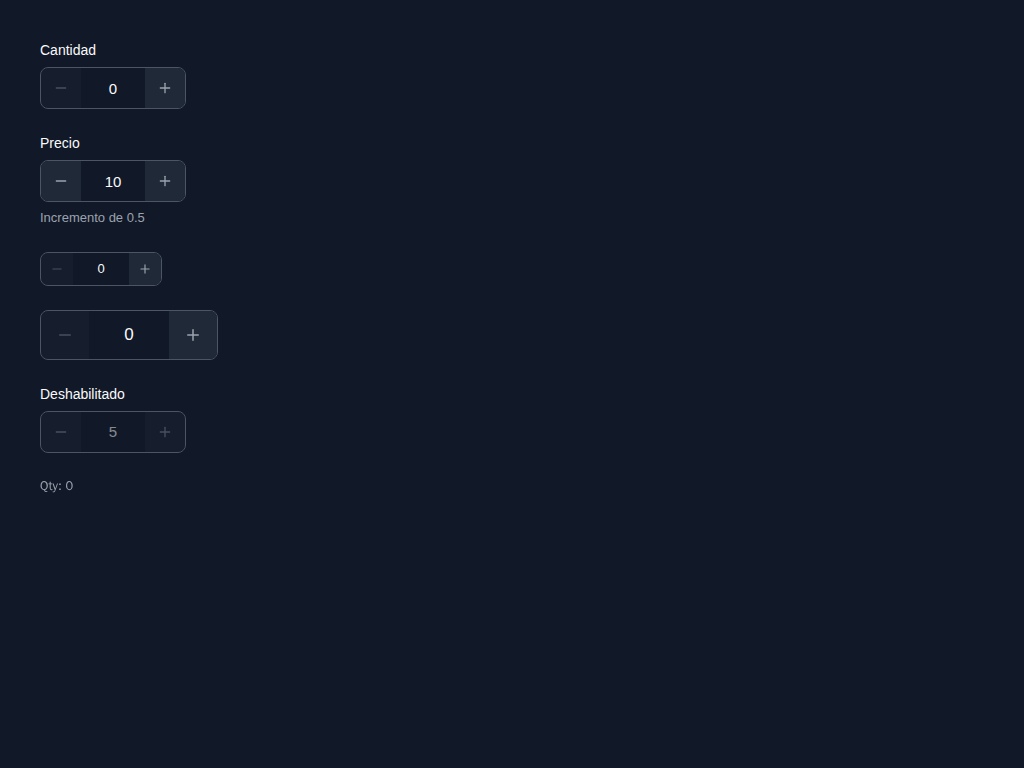 Cantidad
− 0 +
Precio
− 10 +
Incremento de 0.5
− 0 +
− 0 +
Deshabilitado
− 5 +
Qty: 0